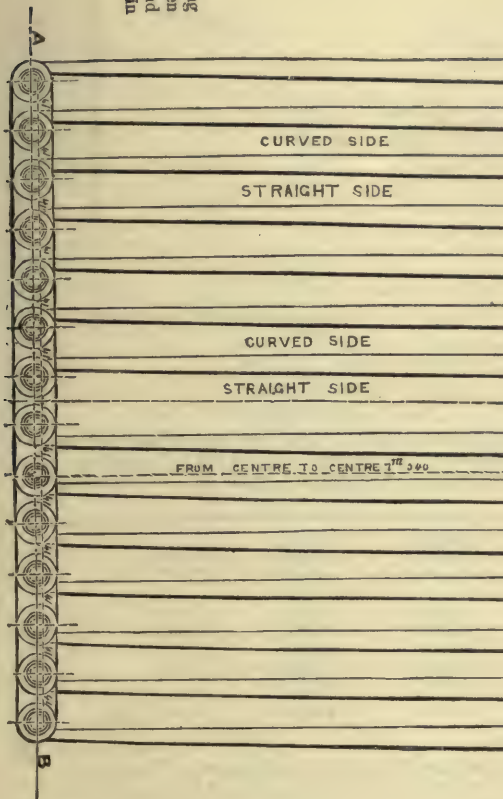 A
CURVED SIDE
STRAIGHT SIDE
CURVED SIDE
STRAIGHT SIDE
FROM CENTRE TO CENTRE
B